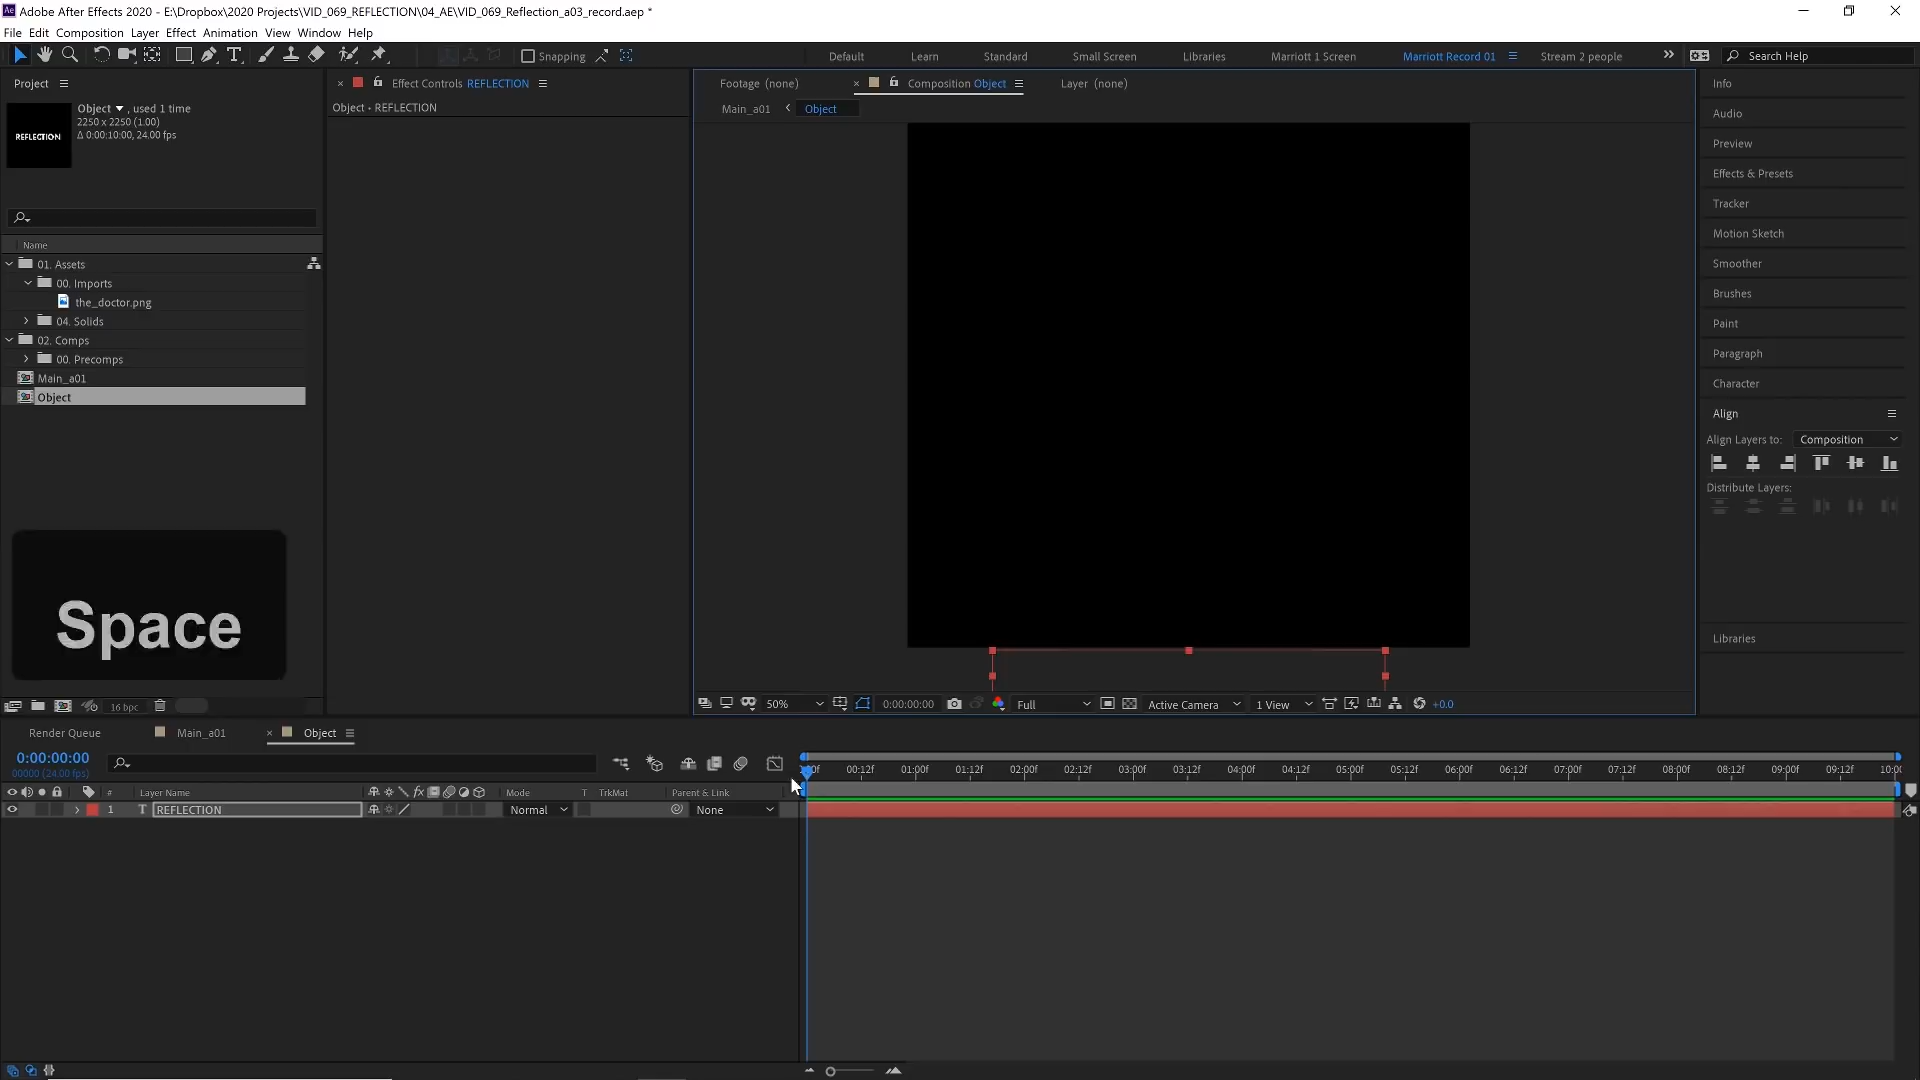 Adobe After Effects 2020 - E:\Dropbox\2020 Projects\VID_069_REFLECTION\04_AE\VID_069_Reflection_a03_record.aep *
File Edit Composition Layer Effect Animation View Window Help
Snapping
Default Learn Standard Small Screen Libraries Marriott 1 Screen Marriott Record 01 Stream 2 people
Search Help
Project
Object , used 1 time
2250 x 2250 (1.00)
Δ 0:00:10:00, 24.00 fps
REFLECTION
Name
01. Assets
00. Imports
the_doctor.png
04. Solids
02. Comps
00. Precomps
Main_a01
Object
Space
16 bpc
Effect Controls REFLECTION
Object • REFLECTION
Footage (none)
Composition Object
Layer (none)
Main_a01
Object
50%
0:00:00:00
Full
Active Camera
1 View
+0.0
Info
Audio
Preview
Effects & Presets
Tracker
Motion Sketch
Smoother
Brushes
Paint
Paragraph
Character
Align
Align Layers to: Composition
Distribute Layers:
Libraries
Render Queue
Main_a01
Object
0:00:00:00
00000 (24.00 fps)
# Layer Name
fx
Mode T TrkMat Parent & Link
1 T REFLECTION
Normal
None
00:12f 01:00f 01:12f 02:00f 02:12f 03:00f 03:12f 04:00f 04:12f 05:00f 05:12f 06:00f 06:12f 07:00f 07:12f 08:00f 08:12f 09:00f 09:12f